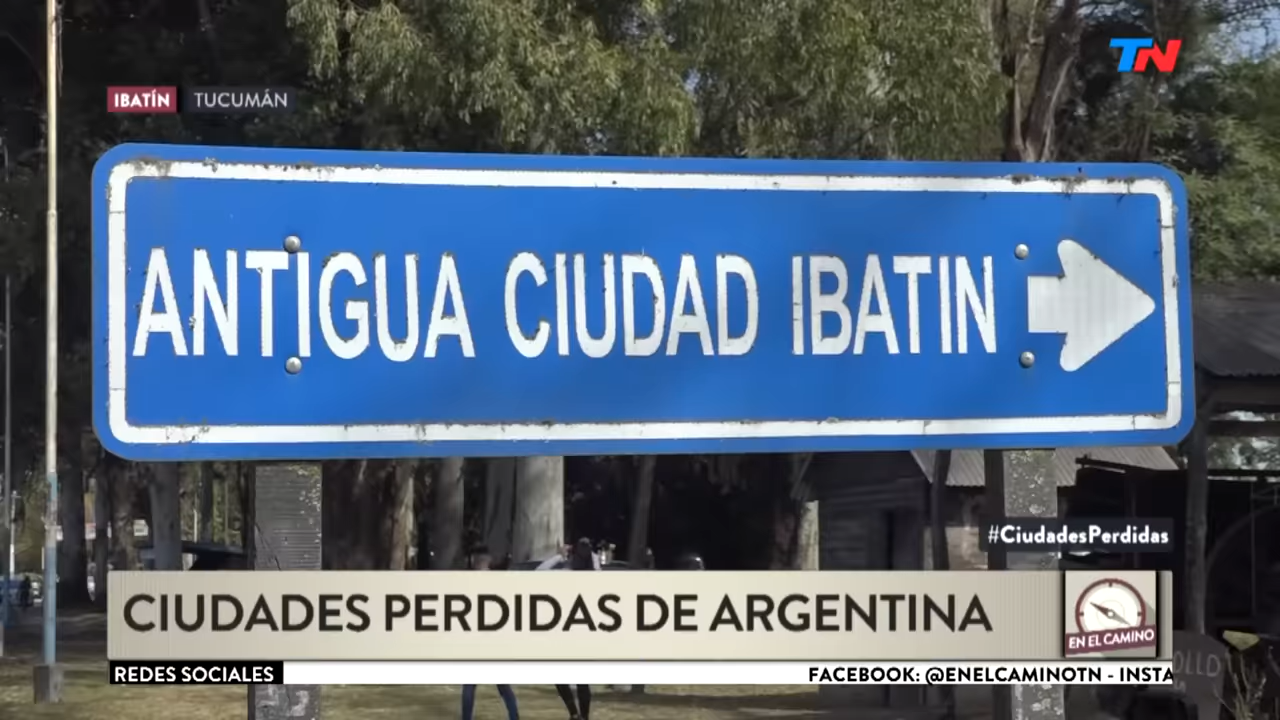 TN
IBATÍN TUCUMÁN
ANTIGUA CIUDAD IBATIN
#CiudadesPerdidas
CIUDADES PERDIDAS DE ARGENTINA
EN EL CAMINO
REDES SOCIALES FACEBOOK: @ENELCAMINOTN - INSTA